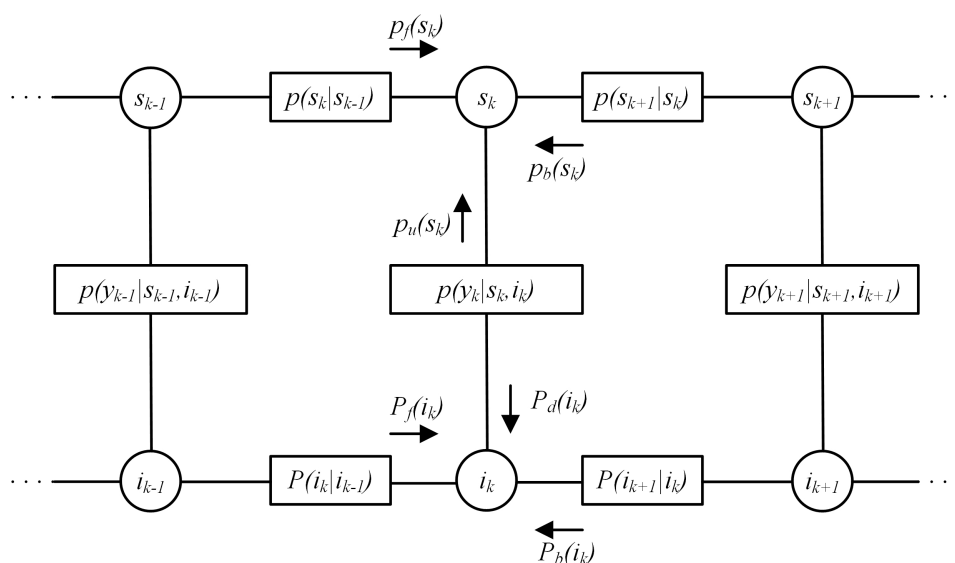 p_f(s_k)
· · · s_{k-1} p(s_k|s_{k-1}) s_k p(s_{k+1}|s_k) s_{k+1} · · ·
p_b(s_k)
p_u(s_k)
p(y_{k-1}|s_{k-1},i_{k-1}) p(y_k|s_k,i_k) p(y_{k+1}|s_{k+1},i_{k+1})
P_f(i_k) P_d(i_k)
· · · i_{k-1} P(i_k|i_{k-1}) i_k P(i_{k+1}|i_k) i_{k+1} · · ·
P_b(i_k)